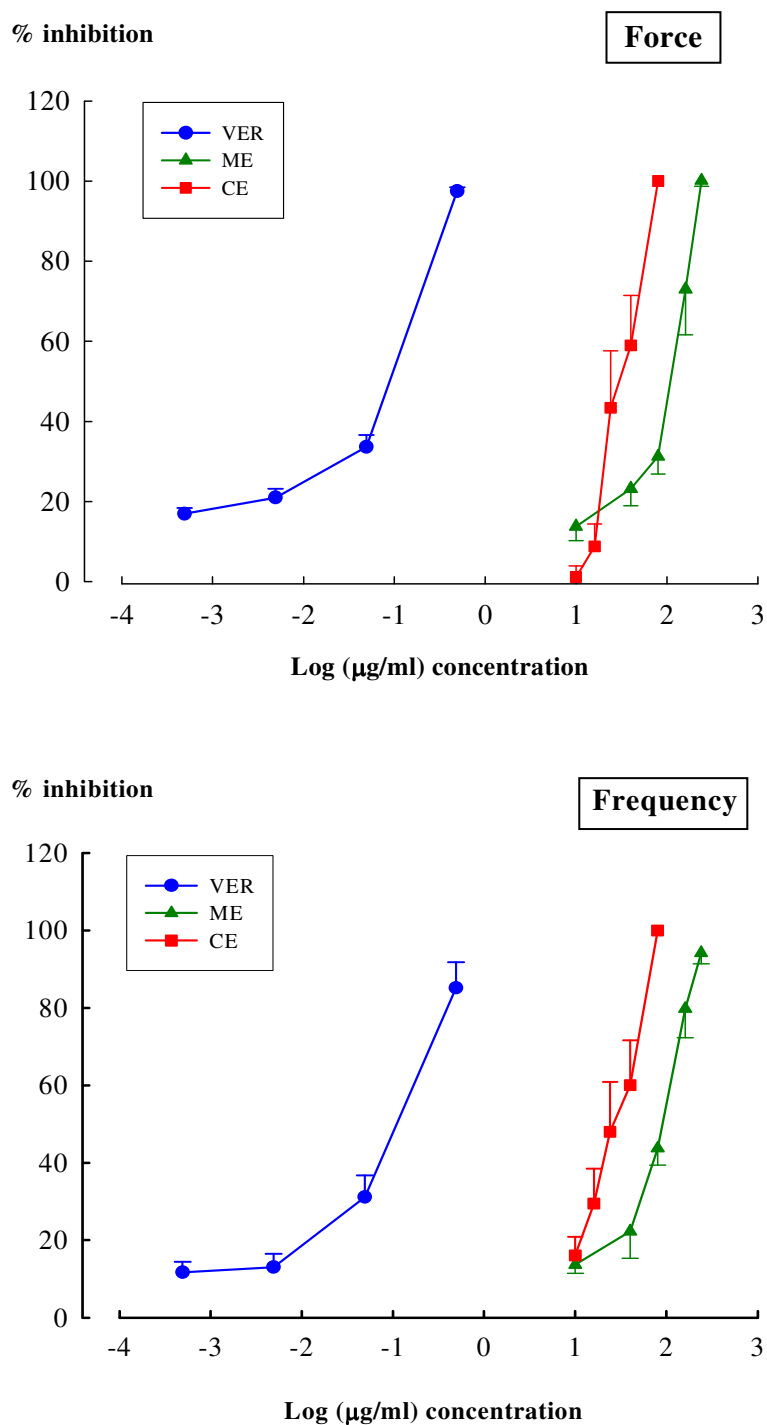 % inhibition
Force
120
VER
ME
CE
100
80
60
40
20
0
-4 -3 -2 -1 0 1 2 3
Log (μg/ml) concentration
% inhibition
Frequency
120
VER
ME
CE
100
80
60
40
20
0
-4 -3 -2 -1 0 1 2 3
Log (μg/ml) concentration